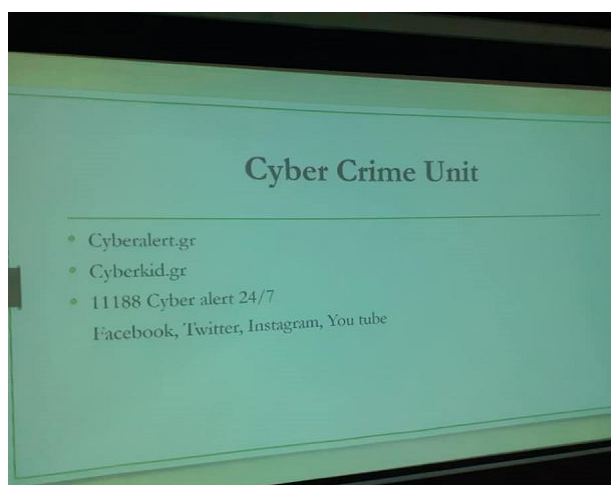 Cyber Crime Unit
• Cyberalert.gr
• Cyberkid.gr
• 11188 Cyber alert 24/7
Facebook, Twitter, Instagram, You tube